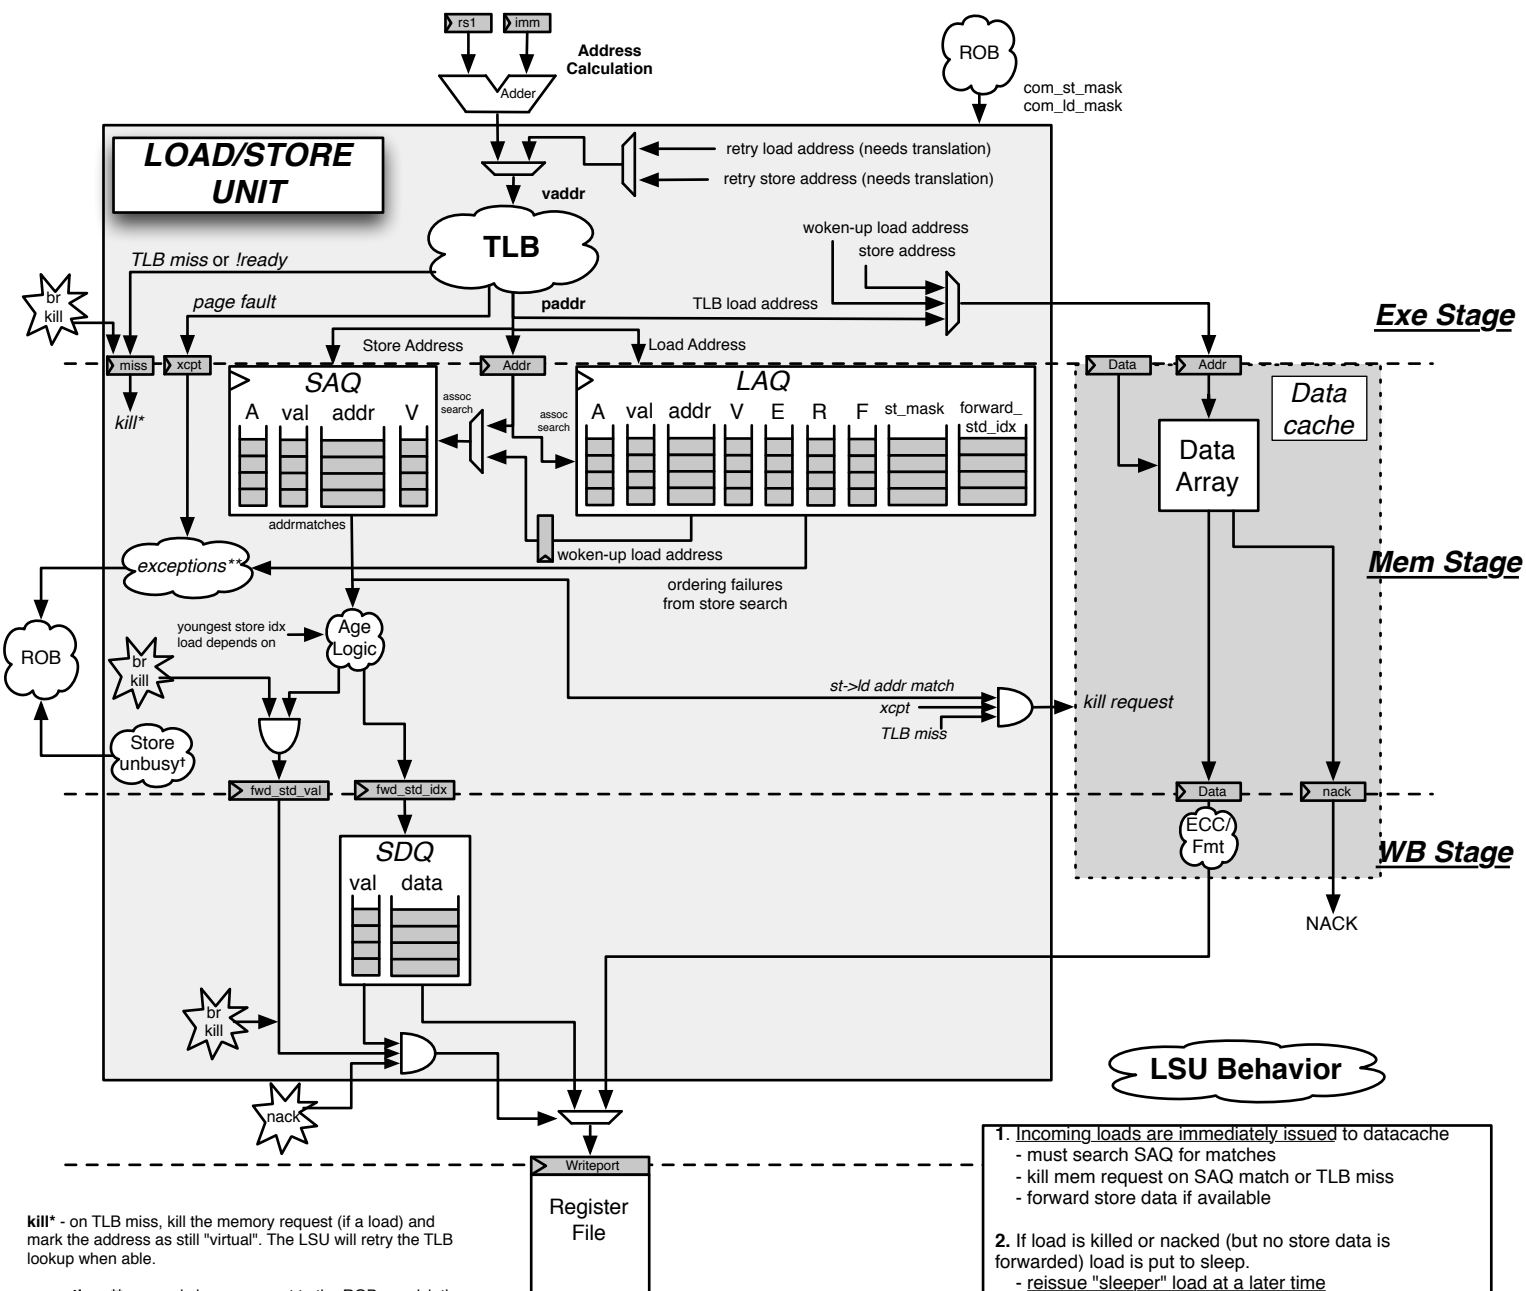 rs1
imm
Address
Calculation
Adder
ROB
com_st_mask
com_ld_mask
LOAD/STORE
UNIT
retry load address (needs translation)
retry store address (needs translation)
vaddr
TLB
woken-up load address
store address
TLB miss or !ready
br
kill
page fault
paddr
TLB load address
Exe Stage
Store Address
Load Address
miss
xcpt
Addr
Data
Addr
kill*
SAQ
A
val
addr
V
assoc
search
assoc
search
LAQ
A
val
addr
V
E
R
F
st_mask
forward_
std_idx
Data
cache
Data
Array
addrmatches
woken-up load address
exceptions**
ordering failures
from store search
Mem Stage
youngest store idx
load depends on
Age
Logic
ROB
br
kill
st->ld addr match
xcpt
TLB miss
kill request
Store
unbusy†
fwd_std_val
fwd_std_idx
Data
nack
ECC/
Fmt
WB Stage
SDQ
val
data
NACK
br
kill
nack
LSU Behavior
Writeport
Register
File
1. Incoming loads are immediately issued to datacache
- must search SAQ for matches
- kill mem request on SAQ match or TLB miss
- forward store data if available
2. If load is killed or nacked (but no store data is
forwarded) load is put to sleep.
- reissue "sleeper" load at a later time
kill* - on TLB miss, kill the memory request (if a load) and
mark the address as still "virtual". The LSU will retry the TLB
lookup when able.